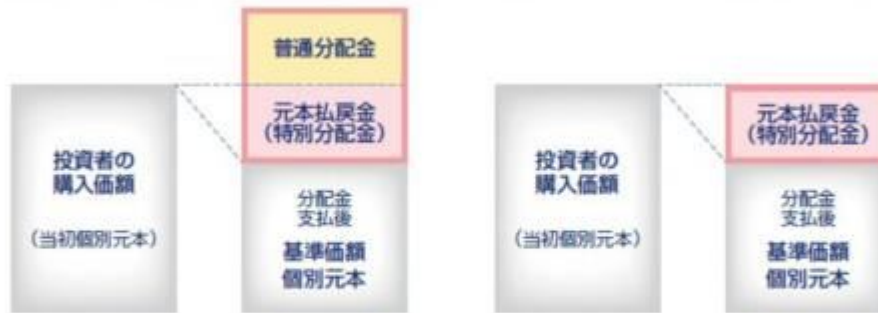 普通分配金
元本払戻金
(特別分配金)
投資者の
購入価額
(当初個別元本)
分配金
支払後
基準価額
個別元本
元本払戻金
(特別分配金)
投資者の
購入価額
(当初個別元本)
分配金
支払後
基準価額
個別元本